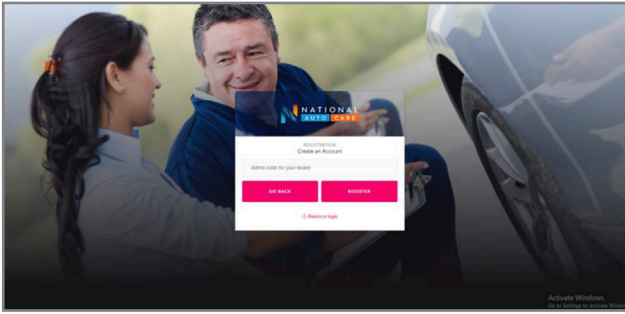 NATIONAL
AUTO CARE
REGISTRATION
Create an Account
Admin code for your dealer
GO BACK
REGISTER
Return to login
Activate Windows
Go to Settings to activate Windo